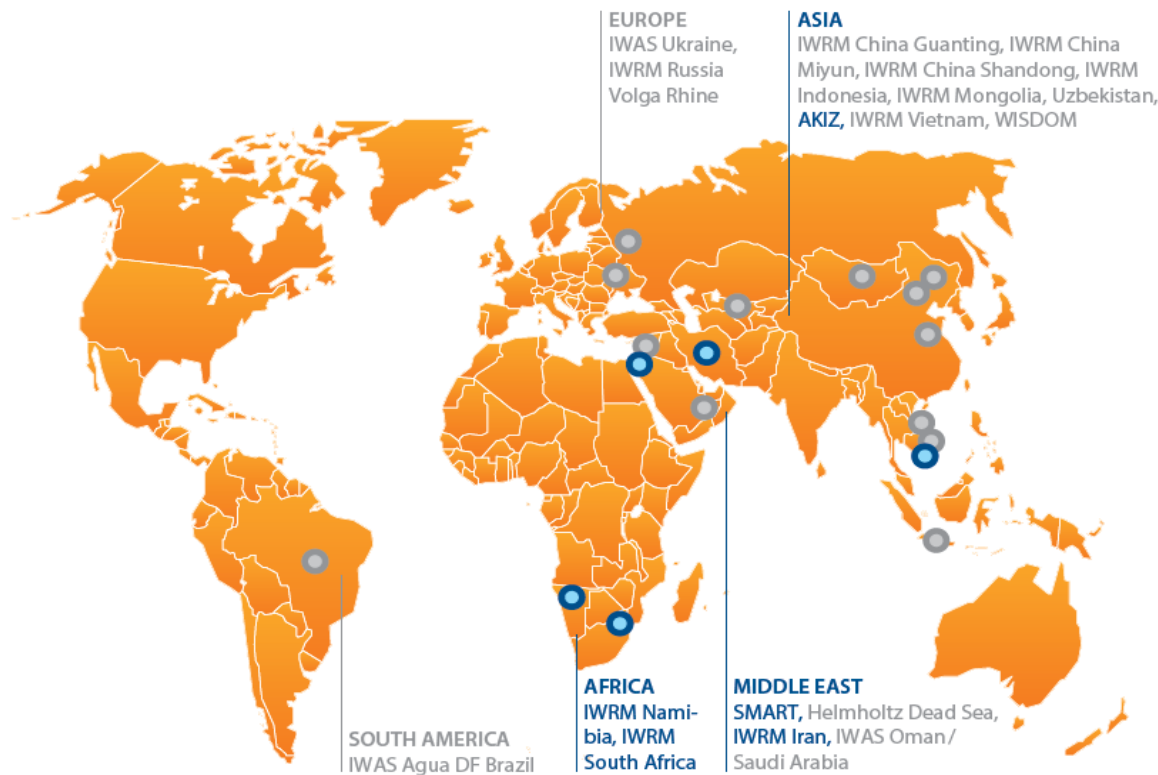 EUROPE
IWAS Ukraine,
IWRM Russia
Volga Rhine
ASIA
IWRM China Guanting, IWRM China
Miyun, IWRM China Shandong, IWRM
Indonesia, IWRM Mongolia, Uzbekistan,
AKIZ, IWRM Vietnam, WISDOM
SOUTH AMERICA
IWAS Agua DF Brazil
AFRICA
IWRM Nami-
bia, IWRM
South Africa
MIDDLE EAST
SMART, Helmholtz Dead Sea,
IWRM Iran, IWAS Oman/
Saudi Arabia